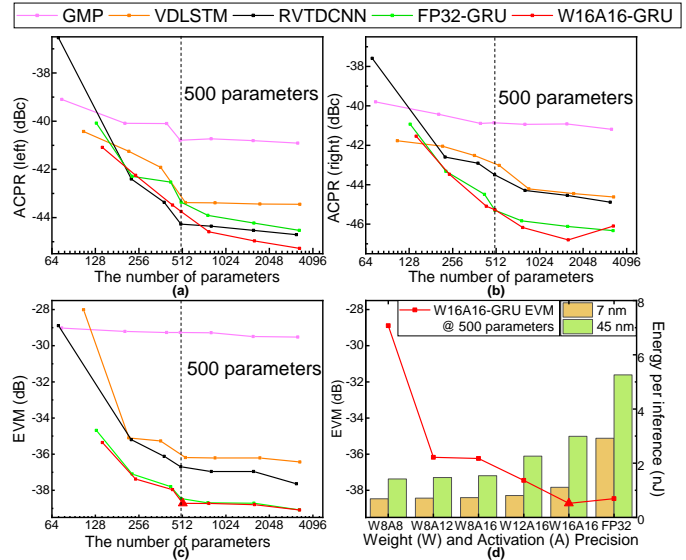 GMP VDLSTM RVTDCNN FP32-GRU W16A16-GRU
ACPR (left) (dBc)
-38
-40
-42
-44
500 parameters
64 128 256 512 1024 2048 4096
The number of parameters
(a)
ACPR (right) (dBc)
-38
-40
-42
-44
-46
500 parameters
64 128 256 512 1024 2048 4096
The number of parameters
(b)
EVM (dB)
-28
-30
-32
-34
-36
-38
500 parameters
64 128 256 512 1024 2048 4096
The number of parameters
(c)
EVM (dB)
-28
-30
-32
-34
-36
-38
W16A16-GRU EVM
@ 500 parameters
7 nm
45 nm
8
6
4
2
0
Energy per inference (nJ)
W8A8 W8A12 W8A16 W12A16 W16A16 FP32
Weight (W) and Activation (A) Precision
(d)